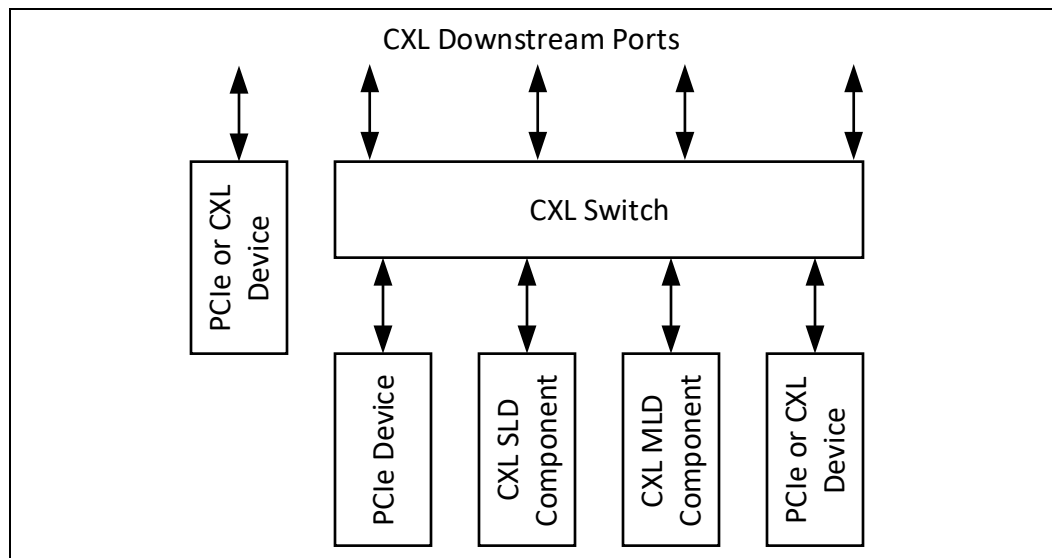 CXL Downstream Ports
PCIe or CXL
Device
CXL Switch
PCIe Device
CXL SLD
Component
CXL MLD
Component
PCIe or CXL
Device